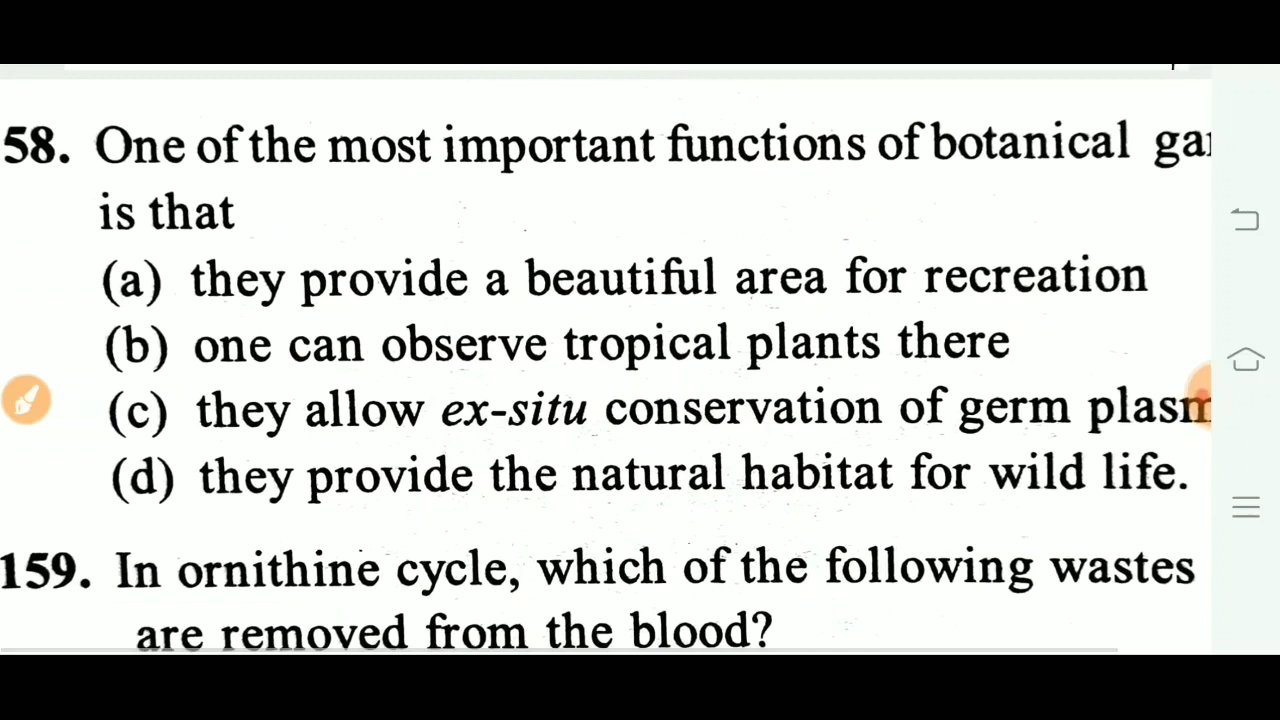 58. One of the most important functions of botanical
is that
(a) they provide a beautiful area for recreation
(b) one can observe tropical plants there
(c) they allow ex-situ conservation of germ plasm
(d) they provide the natural habitat for wild life.
159. In ornithine cycle, which of the following wastes
are removed from the blood?